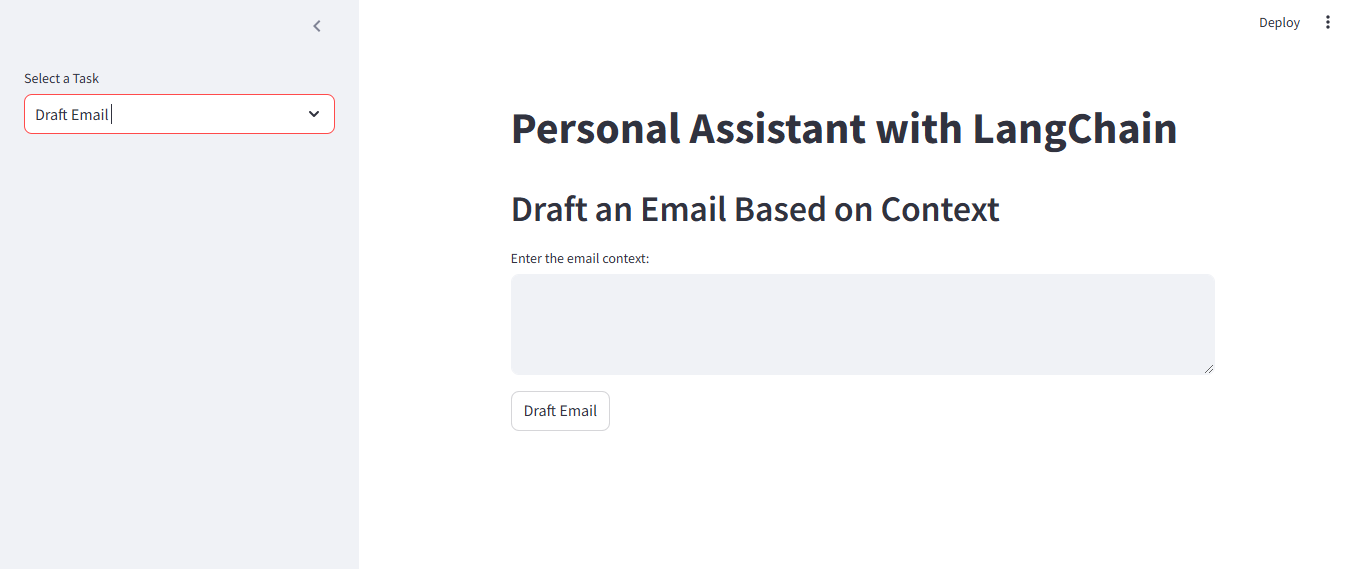 Deploy
Select a Task
Draft Email
Personal Assistant with LangChain
Draft an Email Based on Context
Enter the email context:
Draft Email